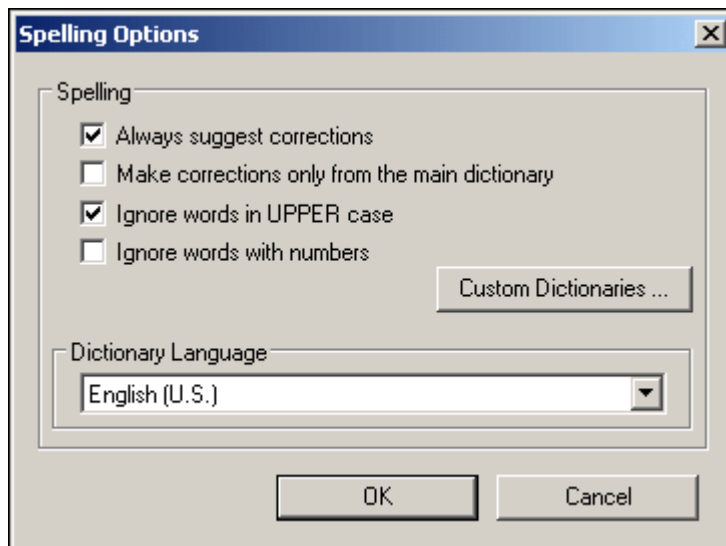 Spelling Options
Spelling
Always suggest corrections
Make corrections only from the main dictionary
Ignore words in UPPER case
Ignore words with numbers
Custom Dictionaries ...
Dictionary Language
English (U.S.)
OK Cancel